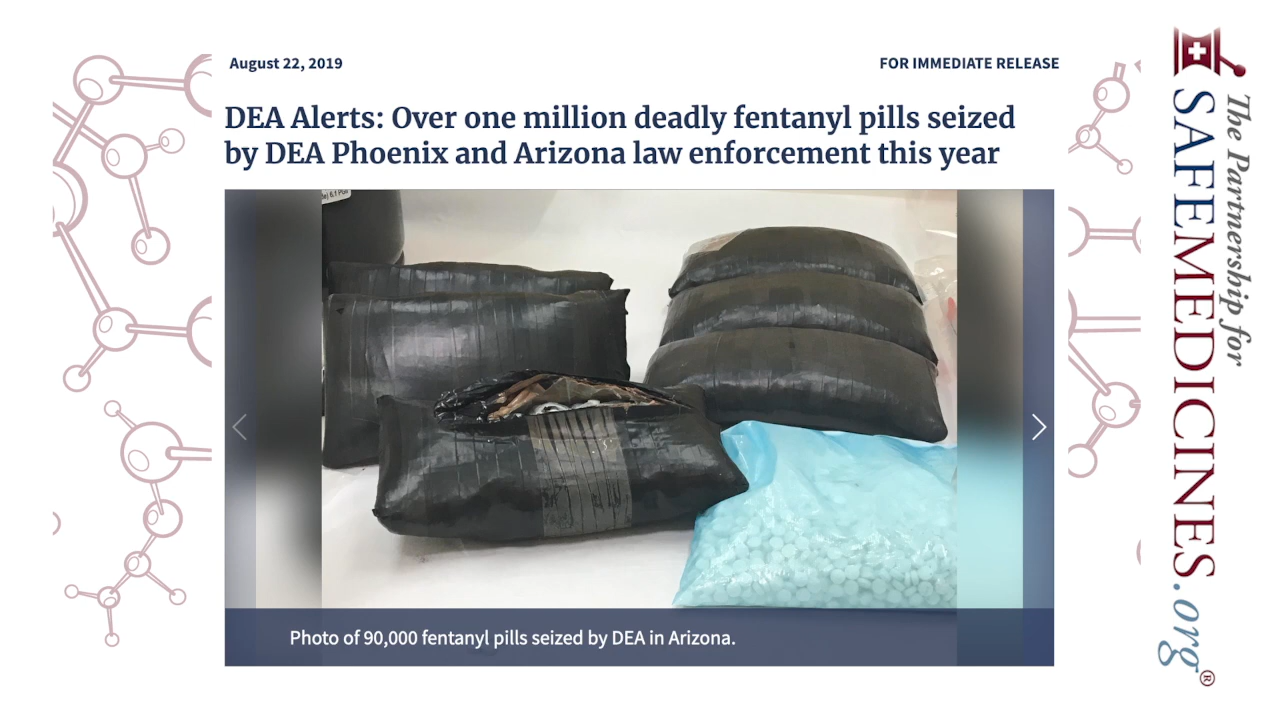 August 22, 2019
FOR IMMEDIATE RELEASE
DEA Alerts: Over one million deadly fentanyl pills seized
by DEA Phoenix and Arizona law enforcement this year
Photo of 90,000 fentanyl pills seized by DEA in Arizona.
The Partnership for
SAFEMEDICINES.org®